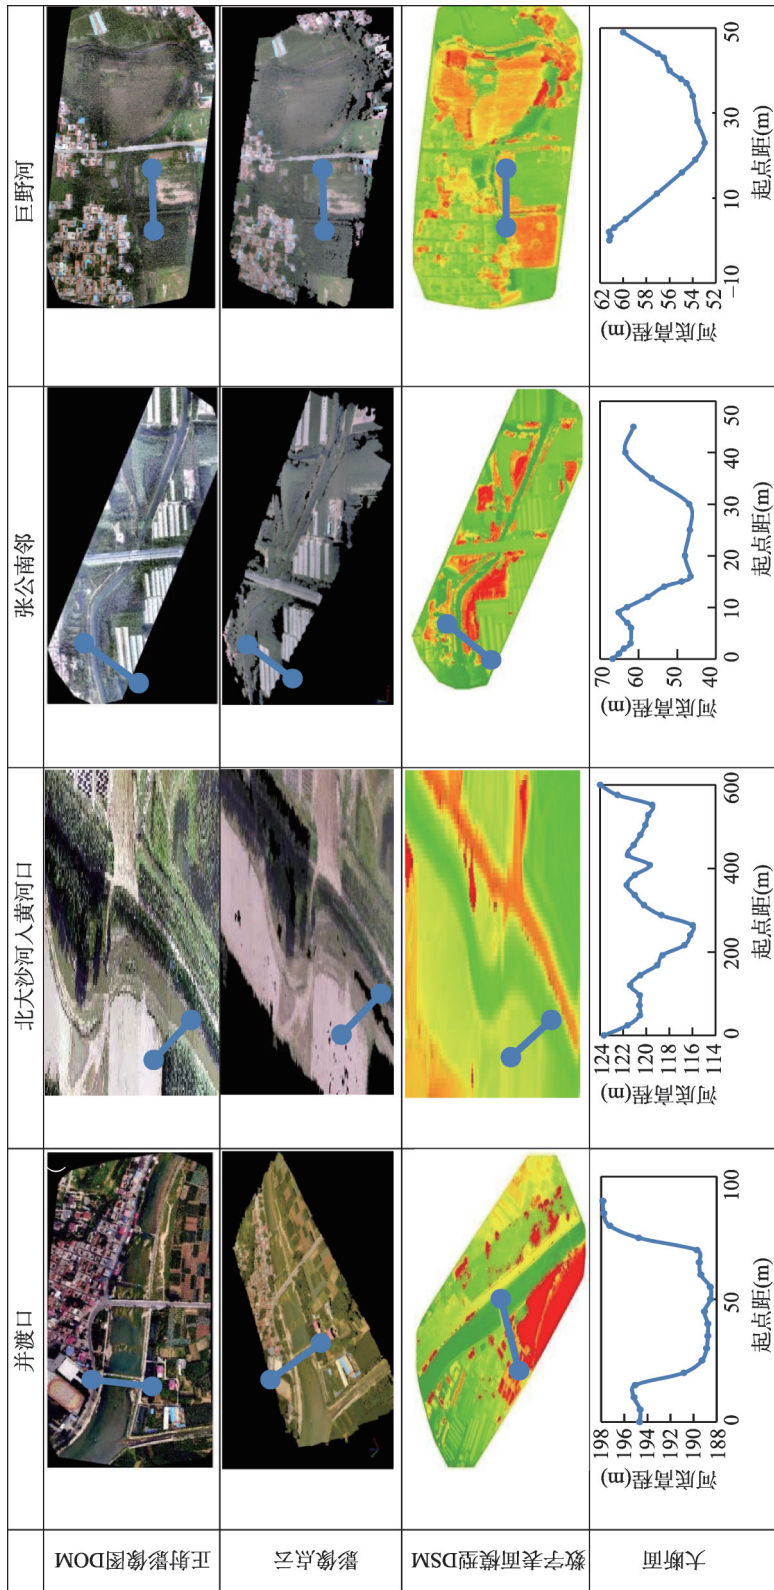 并渡口
北大沙河入黄河口
张公南邻
巨野河
正射影像图DOM
影像点云
数字表面模型DSM
大断面
河底高程(m)
198
196
194
192
190
188
0 50 100
起点距(m)
河底高程(m)
124
122
120
118
116
114
0 200 400 600
起点距(m)
河底高程(m)
70
60
50
40
0 10 20 30 40 50
起点距(m)
河底高程(m)
62
60
58
56
54
52
−10 10 30 50
起点距(m)